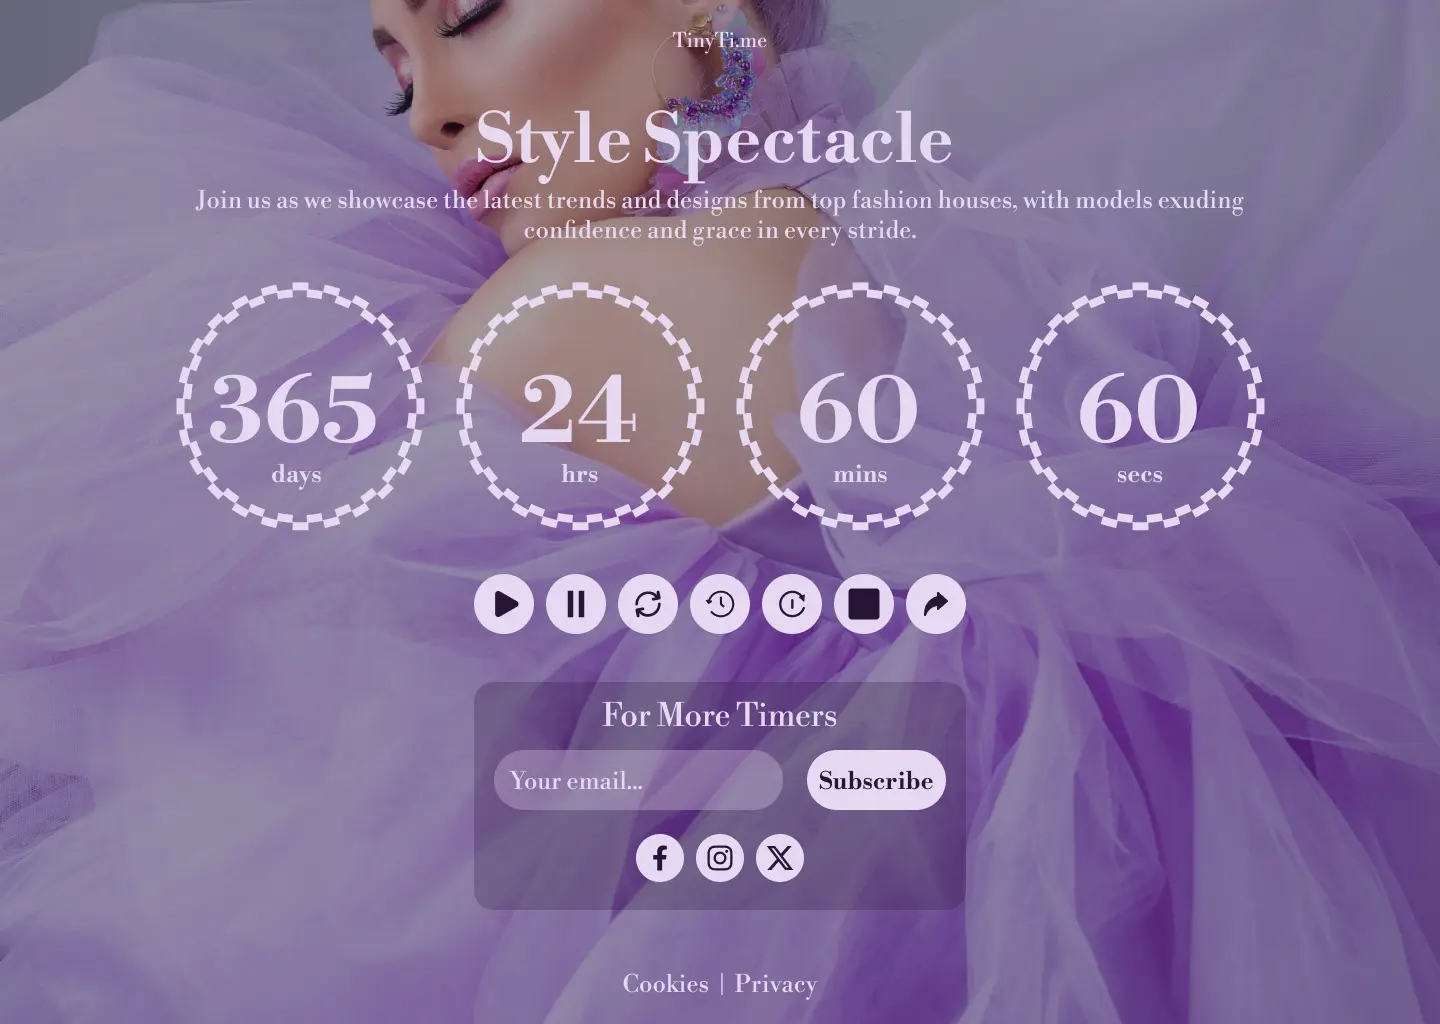 TinyTi.me
Style Spectacle
Join us as we showcase the latest trends and designs from top fashion houses, with models exuding
confidence and grace in every stride.
365 24 60 60
days hrs mins secs
For More Timers
Your email... Subscribe
Cookies | Privacy